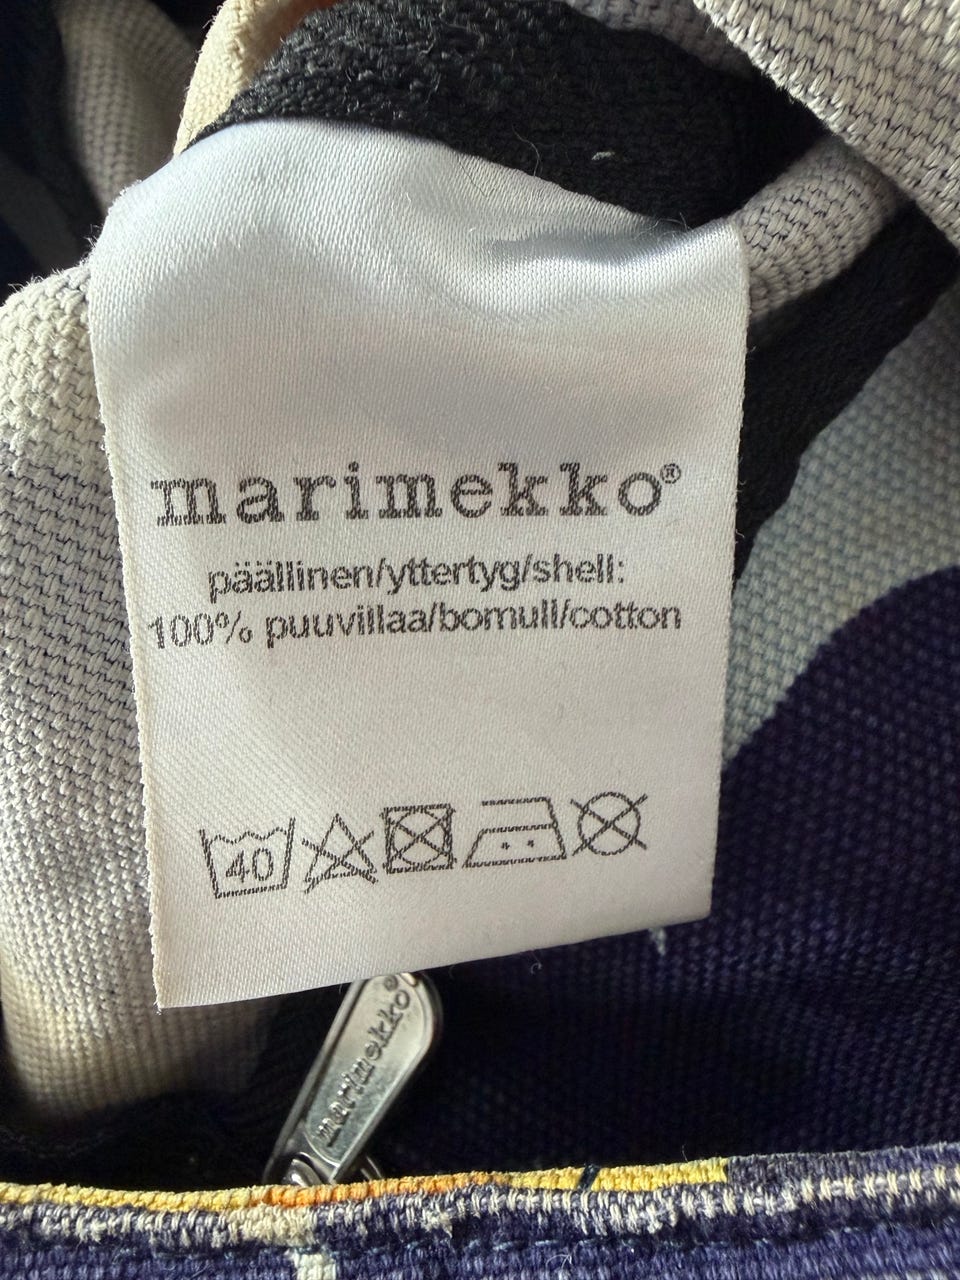 marimekko®
päällinen/yttertyg/shell:
100% puuvillaa/bomull/cotton
40
marimekko®